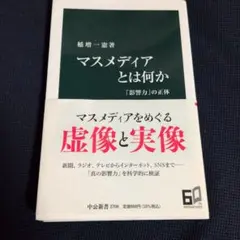 稲増一憲著
マスメディア
とは何か
「影響力」の正体
マスメディアをめぐる
虚像と実像
新聞、ラジオ、テレビからインターネット、SNSまで――
「真の影響力」を科学的に検証
中公新書